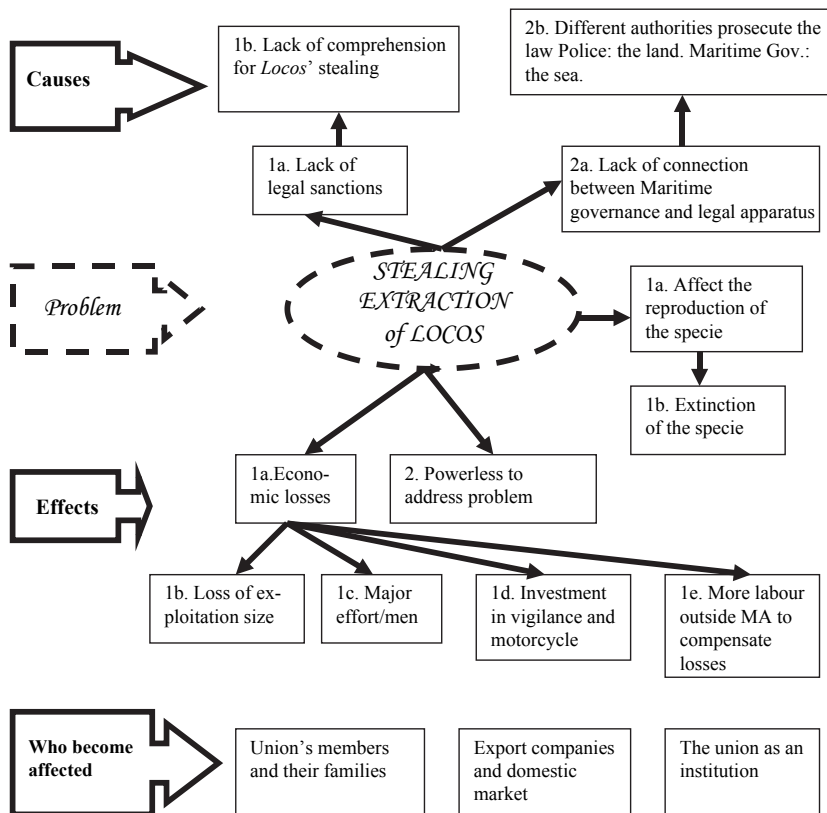 Causes
1b. Lack of comprehension
for Locos’ stealing
2b. Different authorities prosecute the
law Police: the land. Maritime Gov.:
the sea.
1a. Lack of
legal sanctions
2a. Lack of connection
between Maritime
governance and legal apparatus
Problem
STEALING
EXTRACTION
of LOCOS
1a. Affect the
reproduction of
the specie
1b. Extinction
of the specie
Effects
1a.Econo-
mic losses
2. Powerless to
address problem
1b. Loss of ex-
ploitation size
1c. Major
effort/men
1d. Investment
in vigilance and
motorcycle
1e. More labour
outside MA to
compensate
losses
Who become
affected
Union’s members
and their families
Export companies
and domestic
market
The union as an
institution